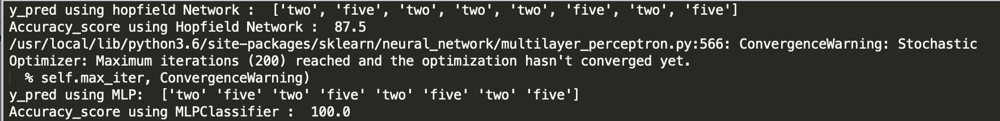 y_pred using hopfield Network :  ['two', 'five', 'two', 'two', 'two', 'five', 'two', 'five']
Accuracy_score using Hopfield Network :  87.5
/usr/local/lib/python3.6/site-packages/sklearn/neural_network/multilayer_perceptron.py:566: ConvergenceWarning: Stochastic
Optimizer: Maximum iterations (200) reached and the optimization hasn't converged yet.
  % self.max_iter, ConvergenceWarning)
y_pred using MLP:  ['two' 'five' 'two' 'five' 'two' 'five' 'two' 'five']
Accuracy_score using MLPClassifier :  100.0